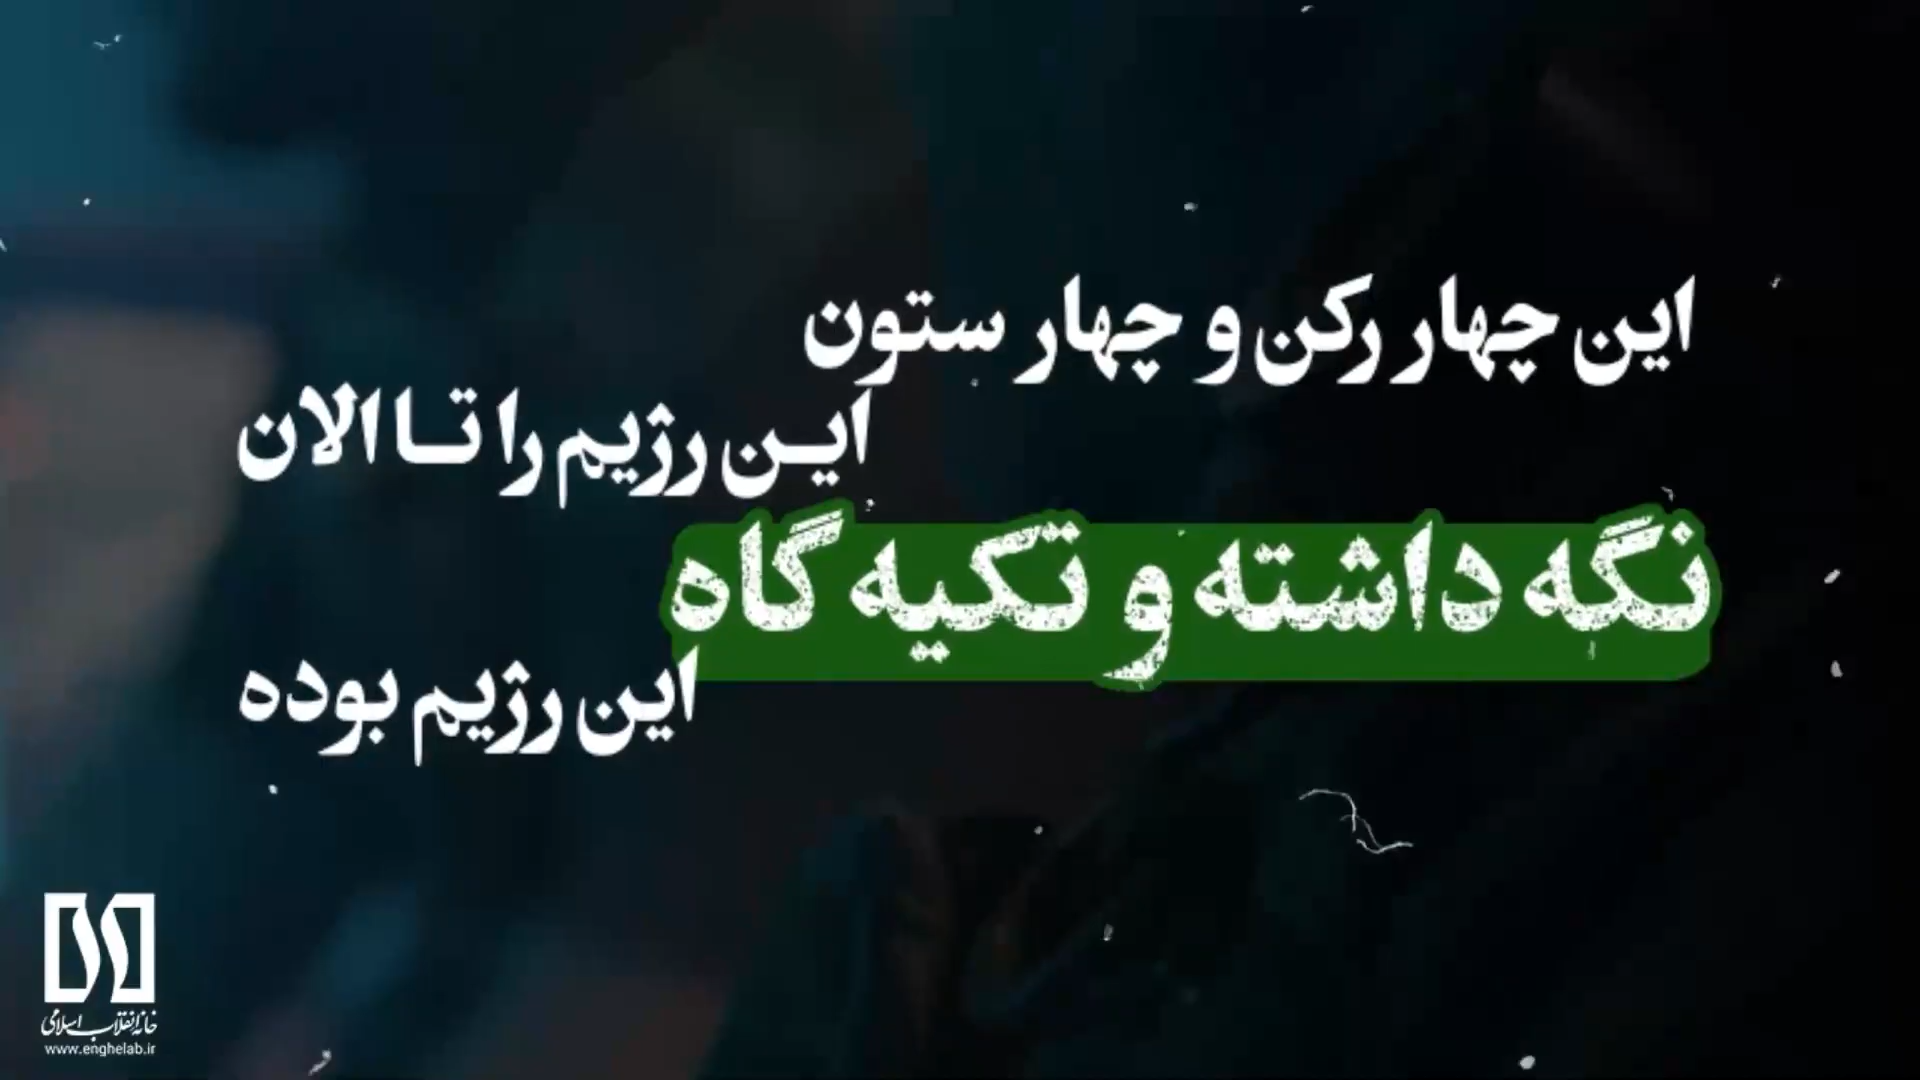 این چهار رکن و چهار ستون
این رژیم را تا الان
نگه داشته و تکیه گاه
این رژیم بوده
خانه انقلاب اسلامی
www.enghelab.ir